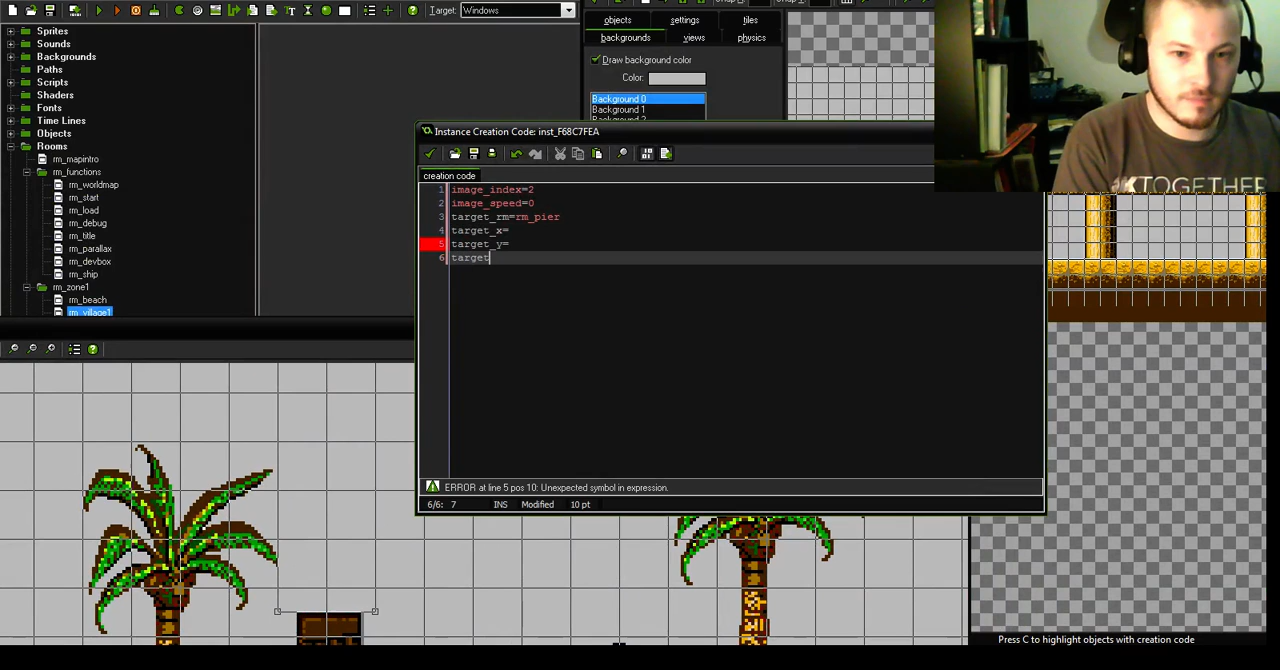 Target: Windows
Sprites
Sounds
Backgrounds
Paths
Scripts
Shaders
Fonts
Time Lines
Objects
Rooms
rm_mapintro
rm_functions
rm_worldmap
rm_start
rm_load
rm_debug
rm_title
rm_parallax
rm_devbox
rm_ship
rm_zone1
rm_beach
rm_village1
objects settings tiles
backgrounds views physics
Draw background color
Color:
Background 0
Background 1
Instance Creation Code: inst_F68C7FEA
creation code
1 image_index=2
2 image_speed=0
3 target_rm=rm_pier
4 target_x=
5 target_y=
6 target
ERROR at line 5 pos 10: Unexpected symbol in expression.
6/6: 7 INS Modified 10 pt
KTOGETHER
Press C to highlight objects with creation code